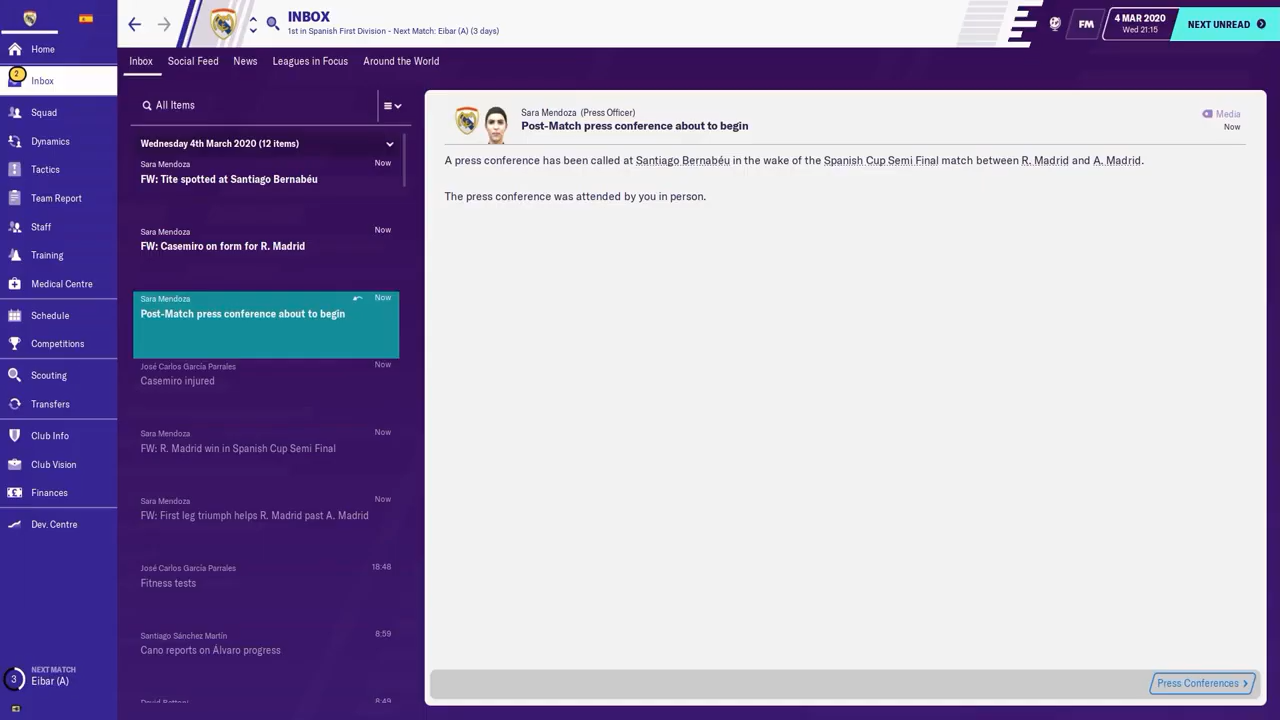 INBOX
1st in Spanish First Division - Next Match: Eibar (A) (3 days)
FM
4 MAR 2020
Wed 21:15
NEXT UNREAD
Home
2
Inbox
Squad
Dynamics
Tactics
Team Report
Staff
Training
Medical Centre
Schedule
Competitions
Scouting
Transfers
Club Info
Club Vision
Finances
Dev. Centre
NEXT MATCH
3
Eibar (A)
Inbox Social Feed News Leagues in Focus Around the World
All Items
Wednesday 4th March 2020 (12 items)
Sara Mendoza Now
FW: Tite spotted at Santiago Bernabéu
Sara Mendoza Now
FW: Casemiro on form for R. Madrid
Sara Mendoza Now
Post-Match press conference about to begin
José Carlos García Parrales Now
Casemiro injured
Sara Mendoza Now
FW: R. Madrid win in Spanish Cup Semi Final
Sara Mendoza Now
FW: First leg triumph helps R. Madrid past A. Madrid
José Carlos García Parrales 18:48
Fitness tests
Santiago Sánchez Martín 8:59
Cano reports on Álvaro progress
8:49
Sara Mendoza (Press Officer)
Post-Match press conference about to begin
Media
Now
A press conference has been called at Santiago Bernabéu in the wake of the Spanish Cup Semi Final match between R. Madrid and A. Madrid.
The press conference was attended by you in person.
Press Conferences